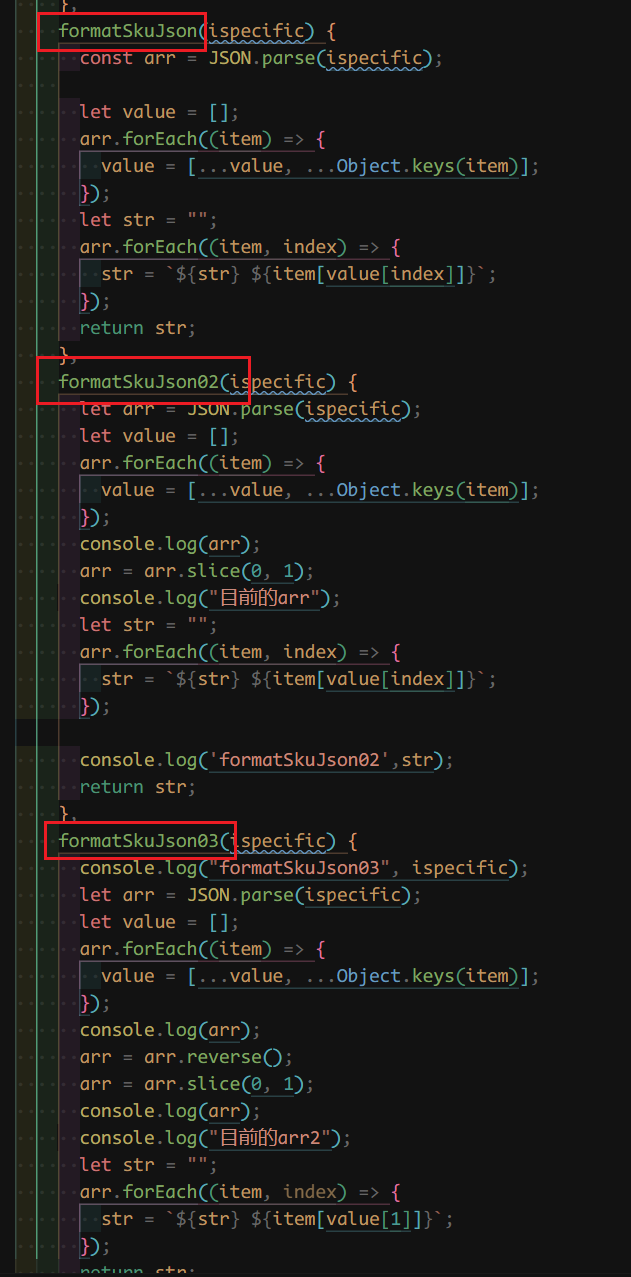 },
formatSkuJson(ispecific) {
const arr = JSON.parse(ispecific);
let value = [];
arr.forEach((item) => {
value = [...value, ...Object.keys(item)];
});
let str = "";
arr.forEach((item, index) => {
str = `${str} ${item[value[index]]}`;
});
return str;
},
formatSkuJson02(ispecific) {
let arr = JSON.parse(ispecific);
let value = [];
arr.forEach((item) => {
value = [...value, ...Object.keys(item)];
});
console.log(arr);
arr = arr.slice(0, 1);
console.log("目前的arr");
let str = "";
arr.forEach((item, index) => {
str = `${str} ${item[value[index]]}`;
});
console.log('formatSkuJson02',str);
return str;
},
formatSkuJson03(ispecific) {
console.log("formatSkuJson03", ispecific);
let arr = JSON.parse(ispecific);
let value = [];
arr.forEach((item) => {
value = [...value, ...Object.keys(item)];
});
console.log(arr);
arr = arr.reverse();
arr = arr.slice(0, 1);
console.log(arr);
console.log("目前的arr2");
let str = "";
arr.forEach((item, index) => {
str = `${str} ${item[value[1]]}`;
});
return str;